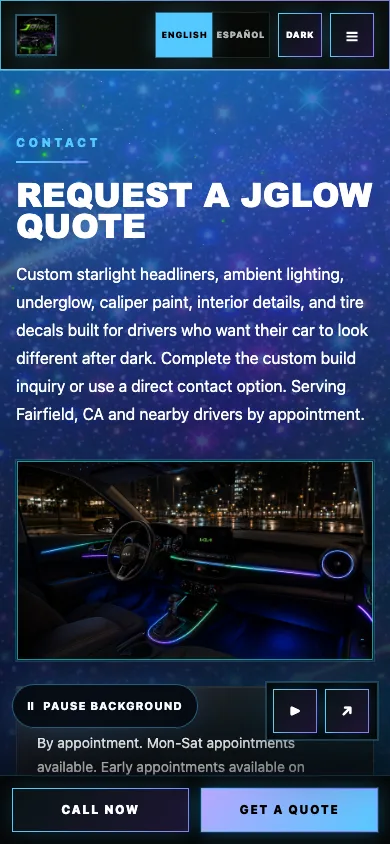 ENGLISH ESPAÑOL DARK
CONTACT
REQUEST A JGLOW
QUOTE
Custom starlight headliners, ambient lighting,
underglow, caliper paint, interior details, and tire
decals built for drivers who want their car to look
different after dark. Complete the custom build
inquiry or use a direct contact option. Serving
Fairfield, CA and nearby drivers by appointment.
PAUSE BACKGROUND
By appointment. Mon-Sat appointments
available. Early appointments available on
CALL NOW GET A QUOTE